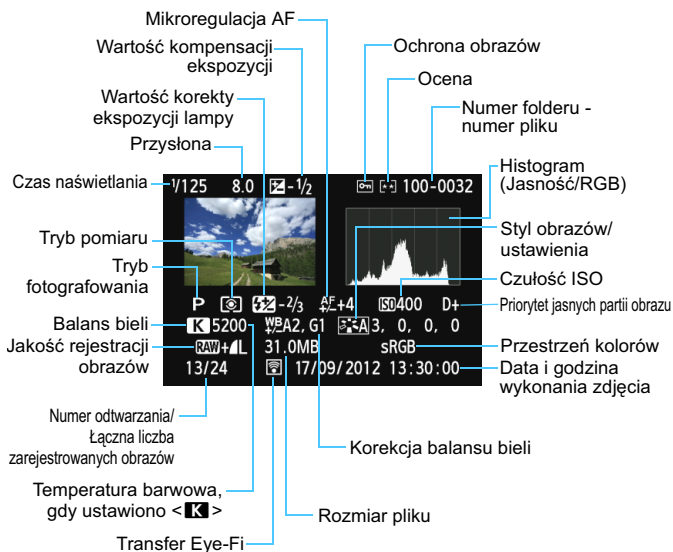 Mikroregulacja AF
Wartość kompensacji
ekspozycji
Wartość korekty
ekspozycji lampy
Przysłona
Czas naświetlania
Tryb pomiaru
Tryb
fotografowania
Balans bieli
Jakość rejestracji
obrazów
Numer odtwarzania/
Łączna liczba
zarejestrowanych obrazów
Temperatura barwowa,
gdy ustawiono <K>
Transfer Eye-Fi
Ochrona obrazów
Ocena
Numer folderu -
numer pliku
Histogram
(Jasność/RGB)
Styl obrazów/
ustawienia
Czułość ISO
Priorytet jasnych partii obrazu
Przestrzeń kolorów
Data i godzina
wykonania zdjęcia
Korekcja balansu bieli
Rozmiar pliku
1/125 8.0 -1/2 100-0032
P -2/3 AF+4 ISO400 D+
K 5200 WB A2, G1 A 3, 0, 0, 0
RAW+L 31.0MB sRGB
13/24 17/09/2012 13:30:00